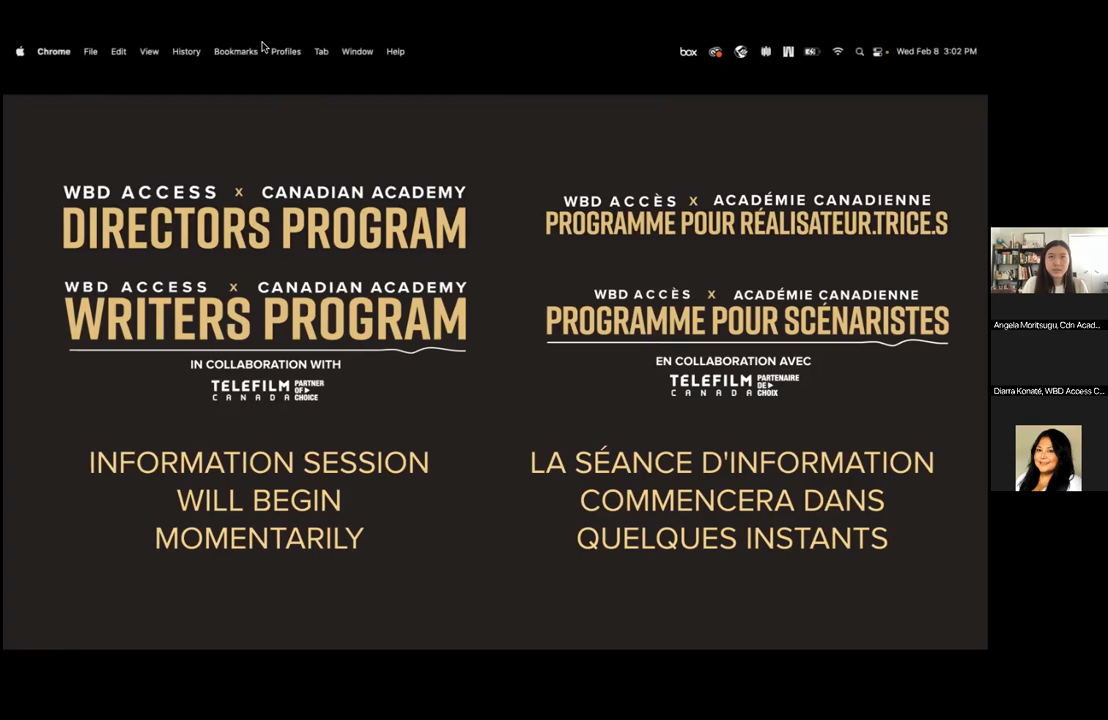 Chrome File Edit View History Bookmarks Profiles Tab Window Help
box Wed Feb 8 3:02 PM
WBD ACCESS x CANADIAN ACADEMY
DIRECTORS PROGRAM
WBD ACCESS x CANADIAN ACADEMY
WRITERS PROGRAM
IN COLLABORATION WITH
TELEFILM
CANADA
PARTNER
OF
CHOICE
INFORMATION SESSION
WILL BEGIN
MOMENTARILY
WBD ACCÈS x ACADÉMIE CANADIENNE
PROGRAMME POUR RÉALISATEUR.TRICE.S
WBD ACCÈS x ACADÉMIE CANADIENNE
PROGRAMME POUR SCÉNARISTES
EN COLLABORATION AVEC
TELEFILM
CANADA
PARTENAIRE
DE
CHOIX
LA SÉANCE D'INFORMATION
COMMENCERA DANS
QUELQUES INSTANTS
Angela Moritsugu, Cdn Acad...
Diarra Konaté, WBD Access C...